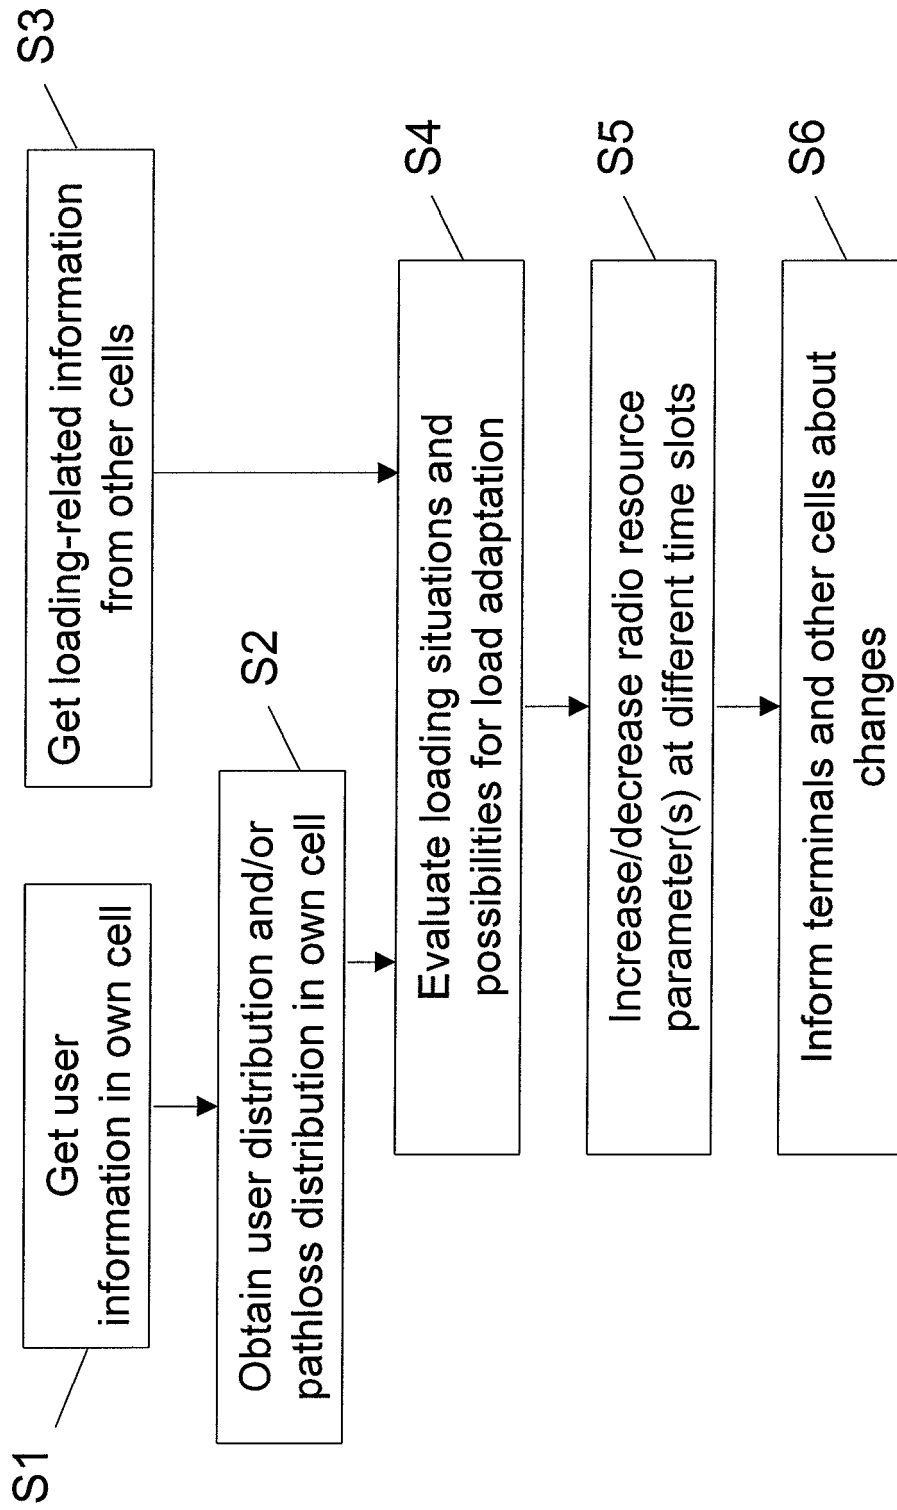 S1
Get user
information in own cell
S3
Get loading-related information
from other cells
S2
Obtain user distribution and/or
pathloss distribution in own cell
S4
Evaluate loading situations and
possibilities for load adaptation
S5
Increase/decrease radio resource
parameter(s) at different time slots
S6
Inform terminals and other cells about
changes